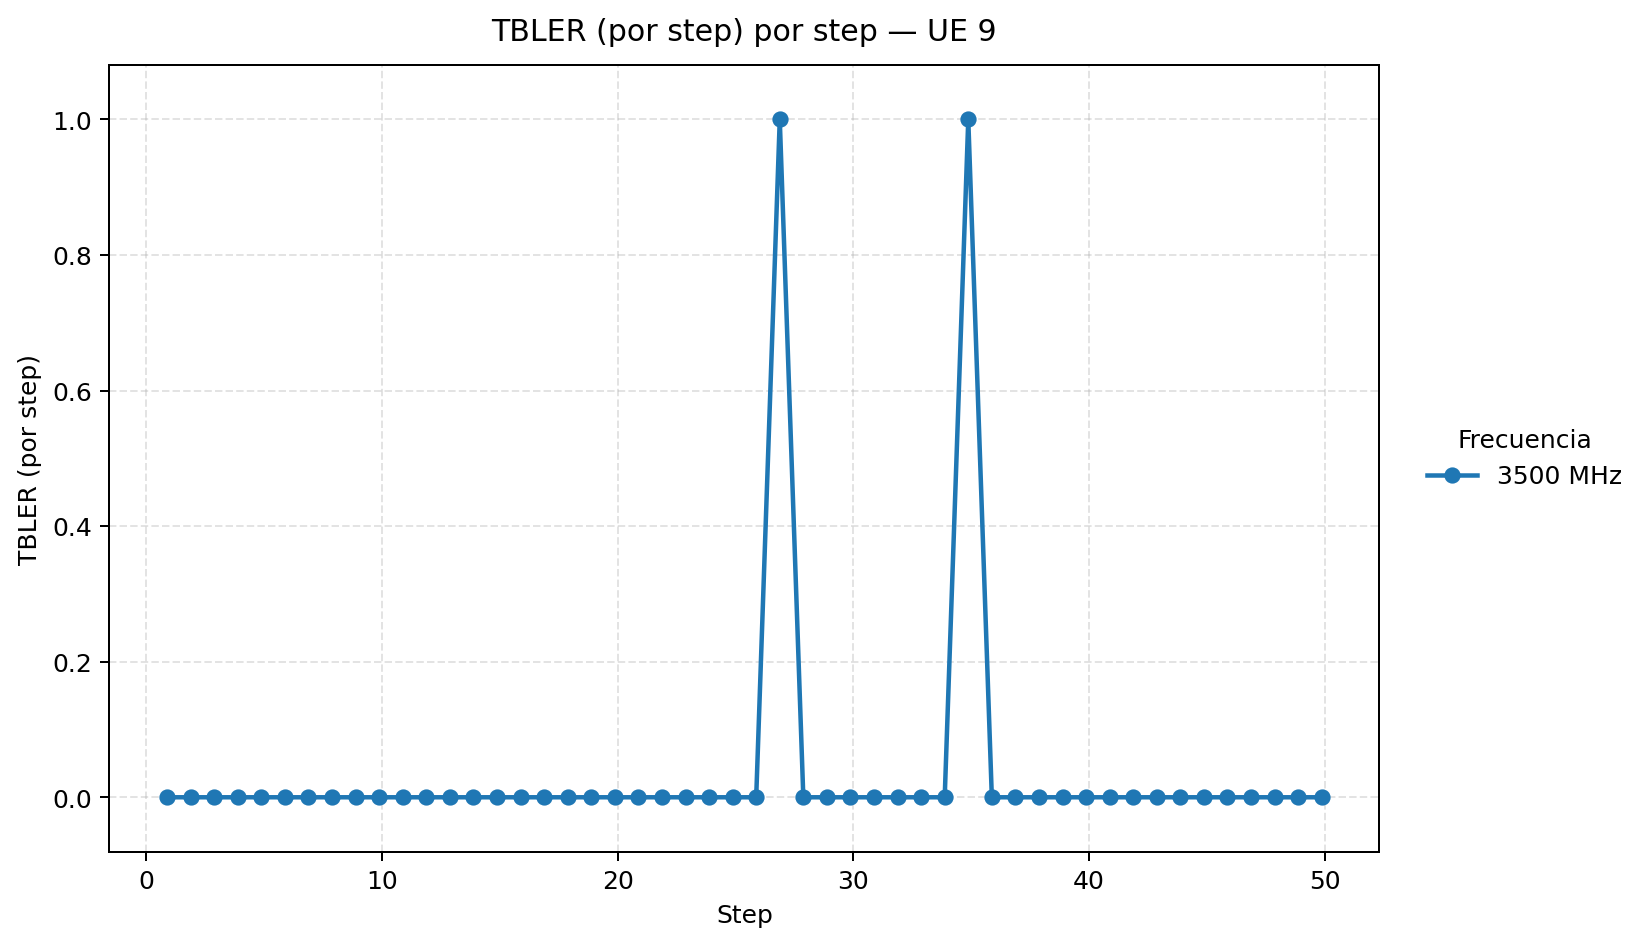 TBLER (por step) por step — UE 9
TBLER (por step)
1.0
0.8
0.6
0.4
0.2
0.0
0 10 20 30 40 50
Step
Frecuencia
3500 MHz